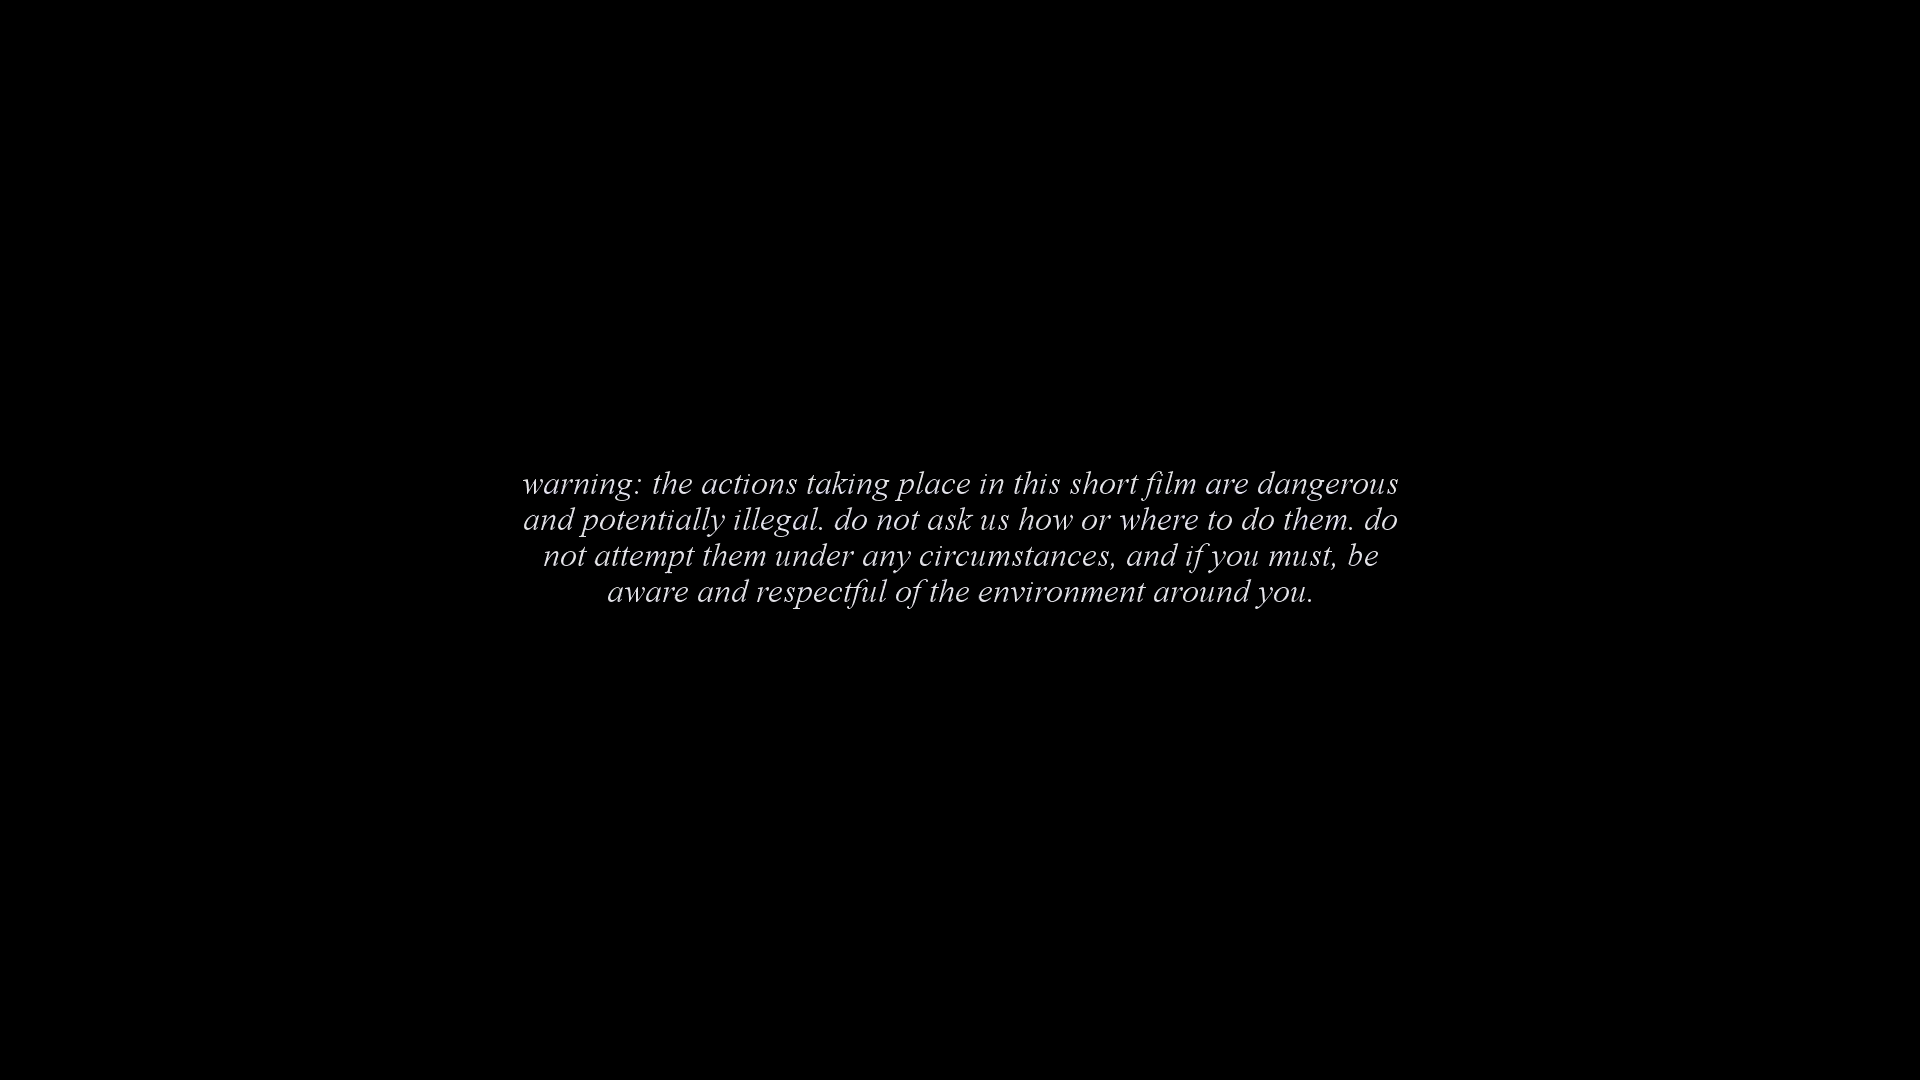 warning: the actions taking place in this short film are dangerous
and potentially illegal. do not ask us how or where to do them. do
not attempt them under any circumstances, and if you must, be
aware and respectful of the environment around you.